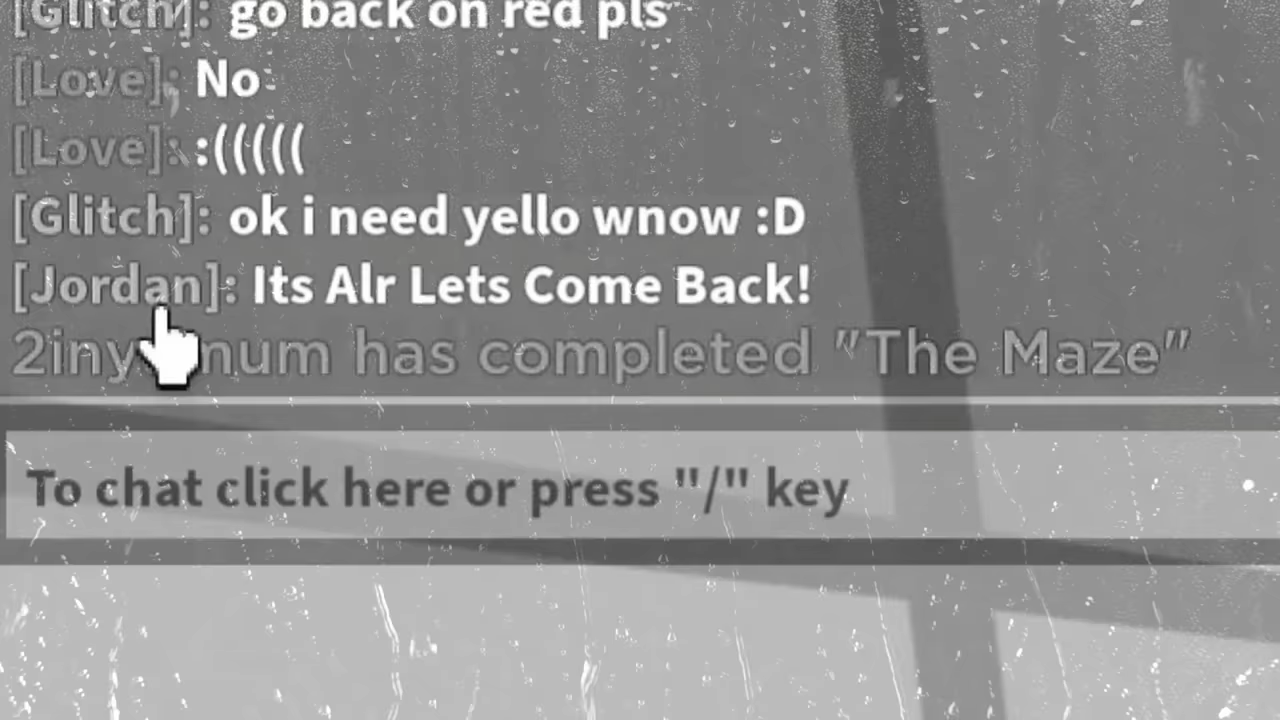 [Glitch]: go back on red pls
[Love]: No
[Love]: :(((((
[Glitch]: ok i need yello wnow :D
[Jordan]: Its Alr Lets Come Back!
has completed "The Maze"
To chat click here or press "/" key